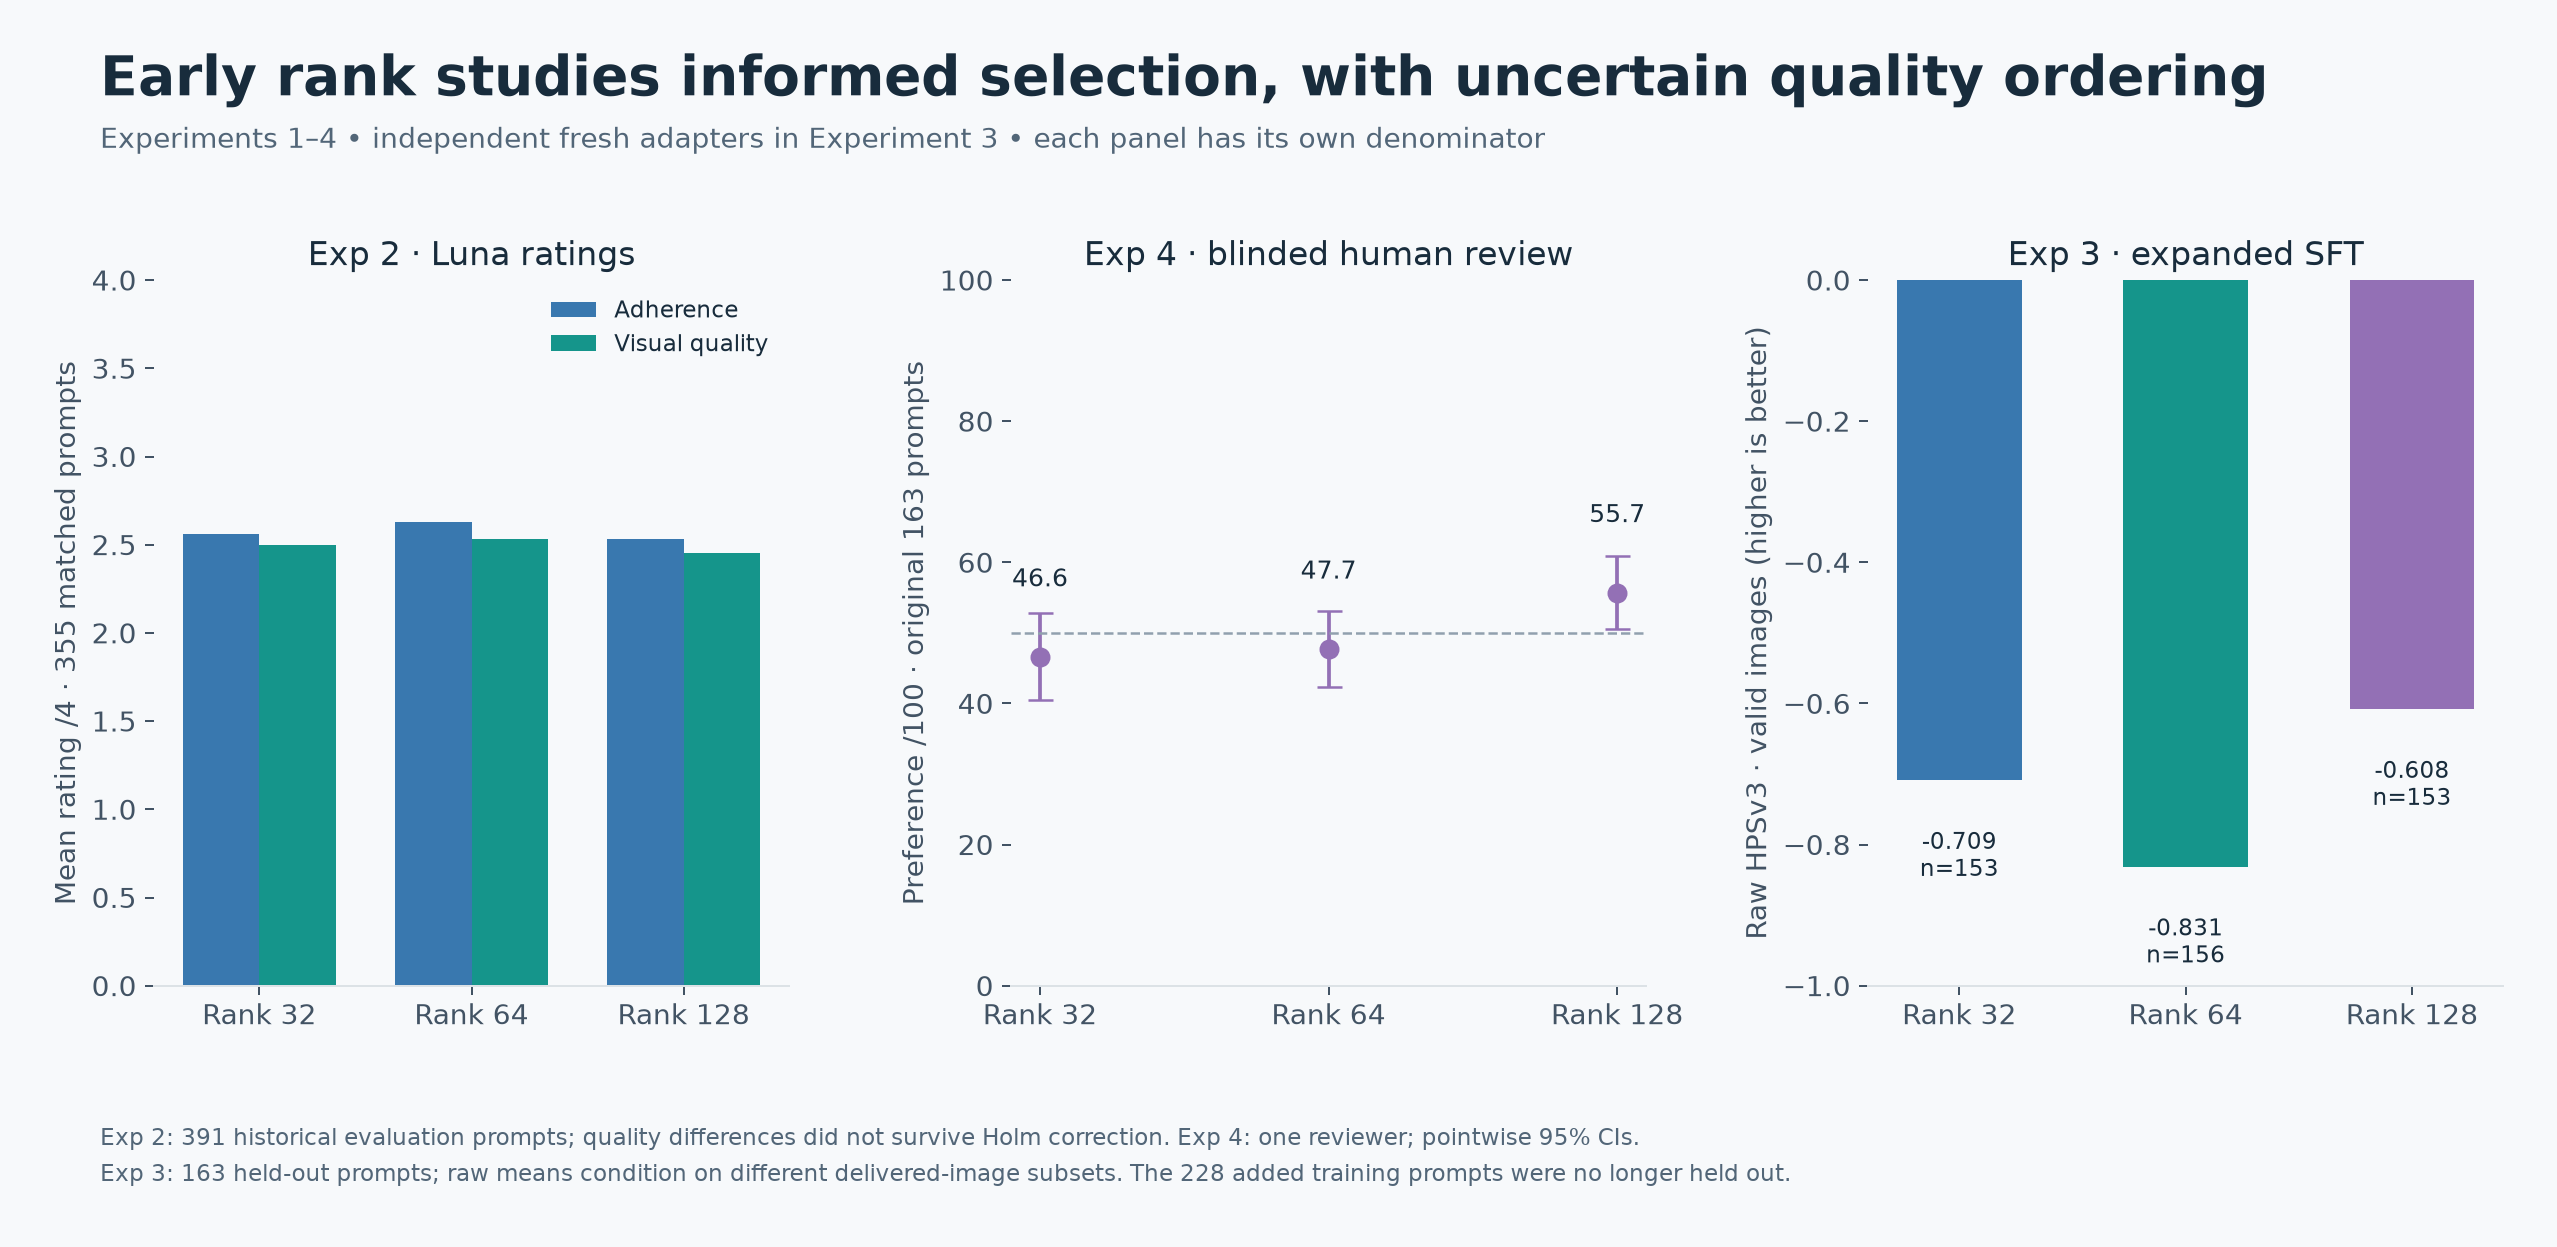 Early rank studies informed selection, with uncertain quality ordering
Experiments 1–4 • independent fresh adapters in Experiment 3 • each panel has its own denominator
Exp 2 · Luna ratings
Mean rating /4 · 355 matched prompts
4.0
3.5
3.0
2.5
2.0
1.5
1.0
0.5
0.0
Adherence
Visual quality
Rank 32
Rank 64
Rank 128
Exp 4 · blinded human review
Preference /100 · original 163 prompts
100
80
60
40
20
0
46.6
47.7
55.7
Rank 32
Rank 64
Rank 128
Exp 3 · expanded SFT
Raw HPSv3 · valid images (higher is better)
0.0
−0.2
−0.4
−0.6
−0.8
−1.0
-0.709
n=153
-0.831
n=156
-0.608
n=153
Rank 32
Rank 64
Rank 128
Exp 2: 391 historical evaluation prompts; quality differences did not survive Holm correction. Exp 4: one reviewer; pointwise 95% CIs.
Exp 3: 163 held-out prompts; raw means condition on different delivered-image subsets. The 228 added training prompts were no longer held out.